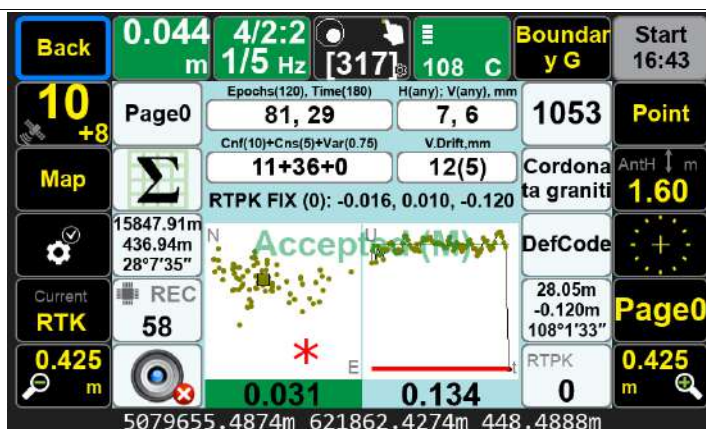 Back
0.044
m
4/2:2
1/5 Hz
[317]
108 C
Boundar
y G
Start
16:43
10
+8
Page0
Epochs(120), Time(180)
81, 29
H(any); V(any), mm
7, 6
1053
Point
Map
Cnf(10)+Cns(5)+Var(0.75)
11+36+0
V.Drift,mm
12(5)
Cordona
ta graniti
AntH m
1.60
RTPK FIX (0): -0.016, 0.010, -0.120
15847.91m
436.94m
28°7'35"
N
Accepted (M)
U
DefCode
Current
RTK
REC
58
28.05m
-0.120m
108°1'33"
Page0
E
t
0.425
m
0.031
0.134
RTPK
0
0.425
m
5079655.4874m 621862.4274m 448.4888m